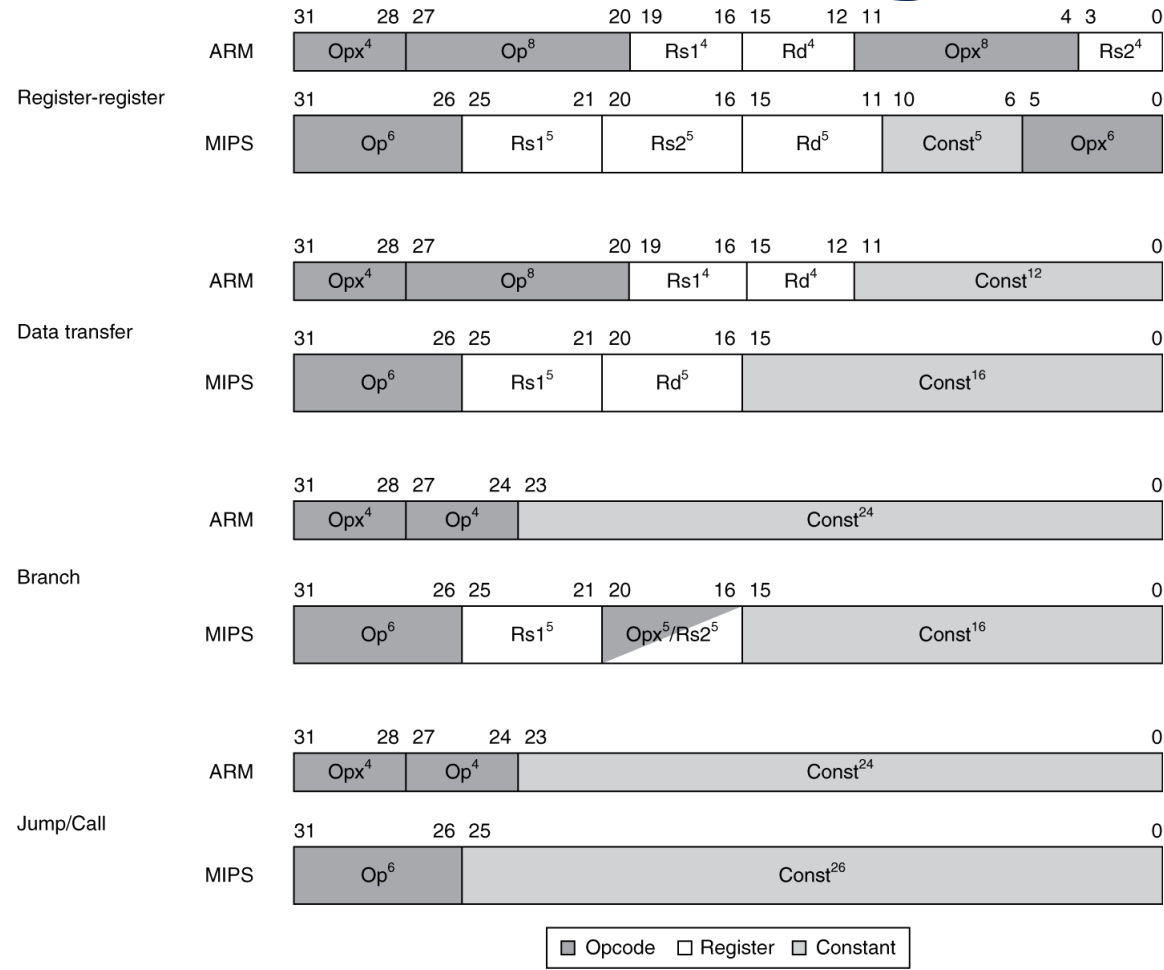 31 28 27 20 19 16 15 12 11 4 3 0
ARM Opx4 Op8 Rs14 Rd4 Opx8 Rs24
Register-register
31 26 25 21 20 16 15 11 10 6 5 0
MIPS Op6 Rs15 Rs25 Rd5 Const5 Opx6
31 28 27 20 19 16 15 12 11 0
ARM Opx4 Op8 Rs14 Rd4 Const12
Data transfer
31 26 25 21 20 16 15 0
MIPS Op6 Rs15 Rd5 Const16
31 28 27 24 23 0
ARM Opx4 Op4 Const24
Branch
31 26 25 21 20 16 15 0
MIPS Op6 Rs15 Opx5/Rs25 Const16
31 28 27 24 23 0
ARM Opx4 Op4 Const24
Jump/Call
31 26 25 0
MIPS Op6 Const26
Opcode Register Constant